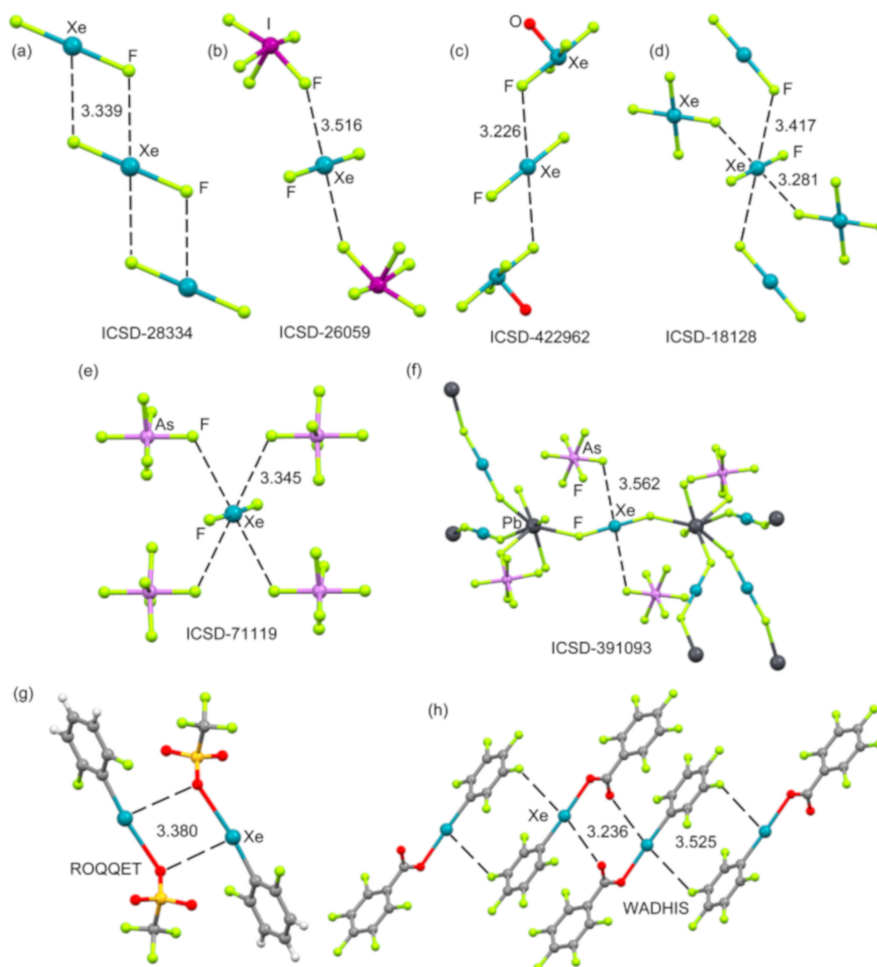 (a)
Xe
F
3.339
Xe
F
ICSD-28334
(b)
I
F
3.516
F
Xe
ICSD-26059
(c)
O
Xe
F
3.226
Xe
F
ICSD-422962
(d)
F
Xe
3.417
Xe
F
3.281
ICSD-18128
(e)
As
F
3.345
F
Xe
ICSD-71119
(f)
As
F
3.562
Xe
Pb
F
ICSD-391093
(g)
3.380
Xe
ROQQET
(h)
Xe
3.236
3.525
WADHIS